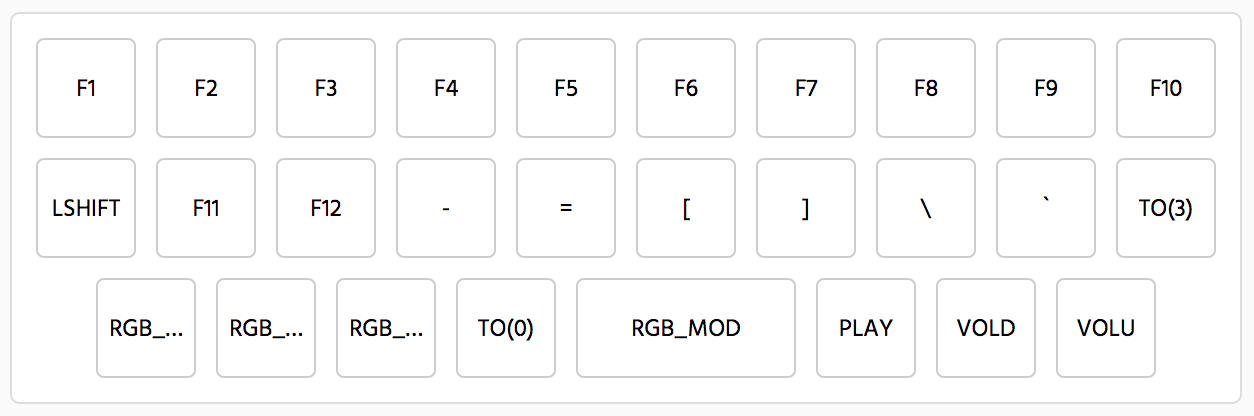 F1 F2 F3 F4 F5 F6 F7 F8 F9 F10
LSHIFT F11 F12 - = [ ] \ ` TO(3)
RGB_... RGB_... RGB_... TO(0) RGB_MOD PLAY VOLD VOLU